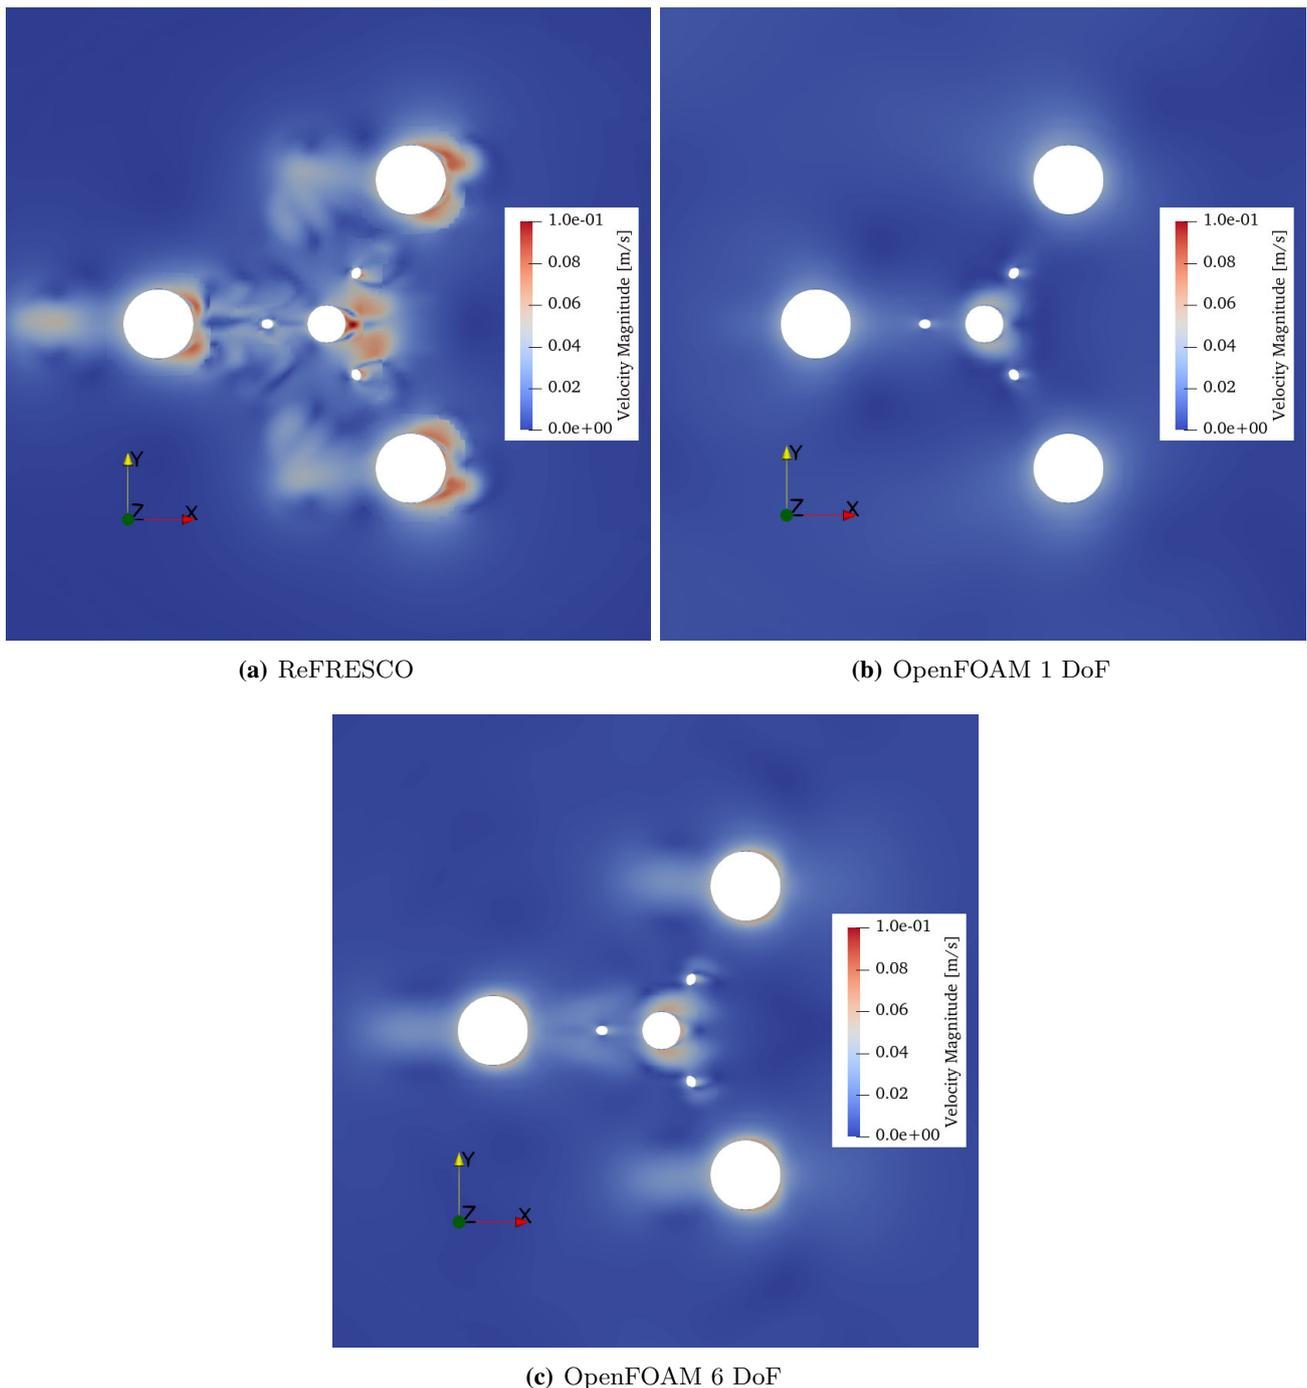 1.0e-01
0.08
0.06
0.04
0.02
0.0e+00
Velocity Magnitude [m/s]
Y
Z
X
(a) ReFRESCO
1.0e-01
0.08
0.06
0.04
0.02
0.0e+00
Velocity Magnitude [m/s]
Y
Z
X
(b) OpenFOAM 1 DoF
1.0e-01
0.08
0.06
0.04
0.02
0.0e+00
Velocity Magnitude [m/s]
Y
Z
X
(c) OpenFOAM 6 DoF